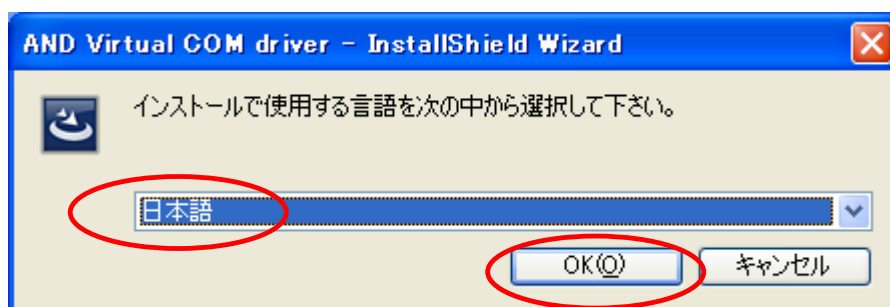 AND Virtual COM driver - InstallShield Wizard
インストールで使用する言語を次の中から選択して下さい。
日本語
OK(O) キャンセル